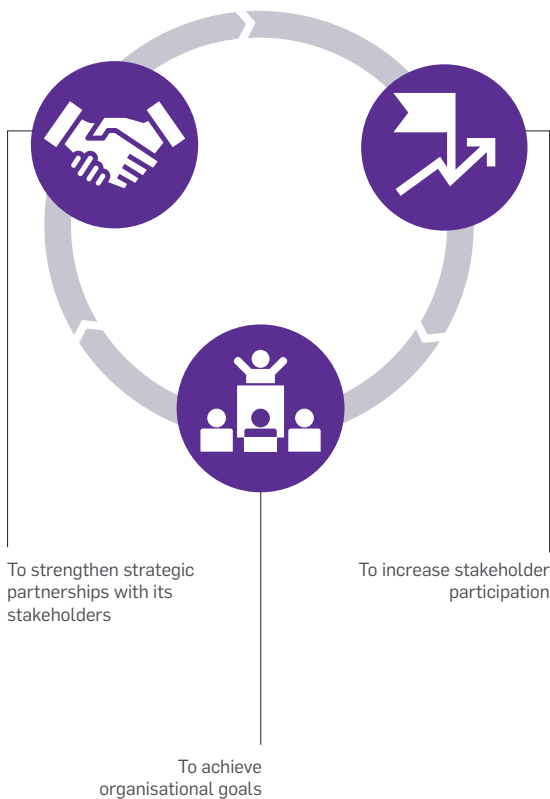 To strengthen strategic
partnerships with its
stakeholders
To increase stakeholder
participation
To achieve
organisational goals